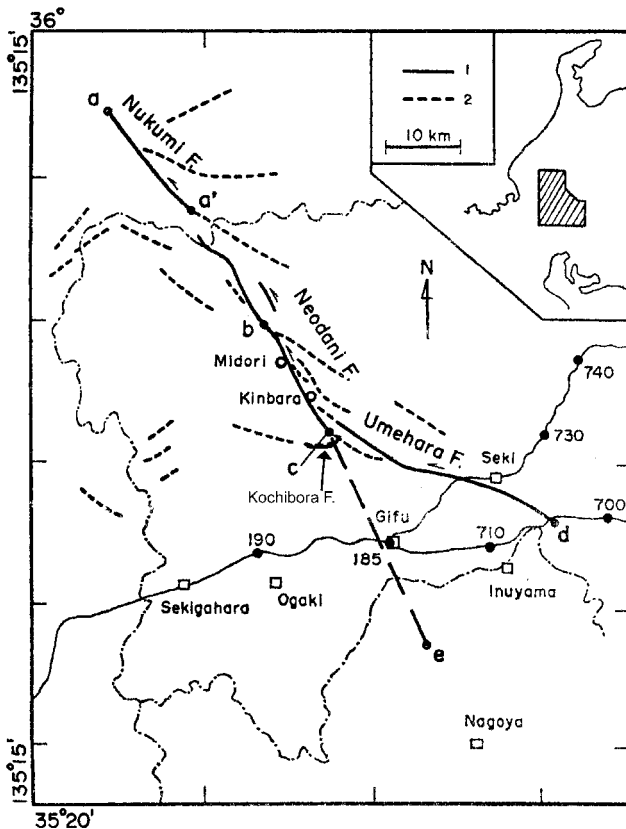 36°
135°15'
1
2
10 km
a
Nukumi F.
a'
N
b
Neodani F.
Midori
Kinbara
740
730
Umehara F.
c
Seki
Kochibora F.
700
d
Gifu
190
185
710
Sekigahara
Ogaki
Inuyama
e
Nagoya
135°15'
35°20'